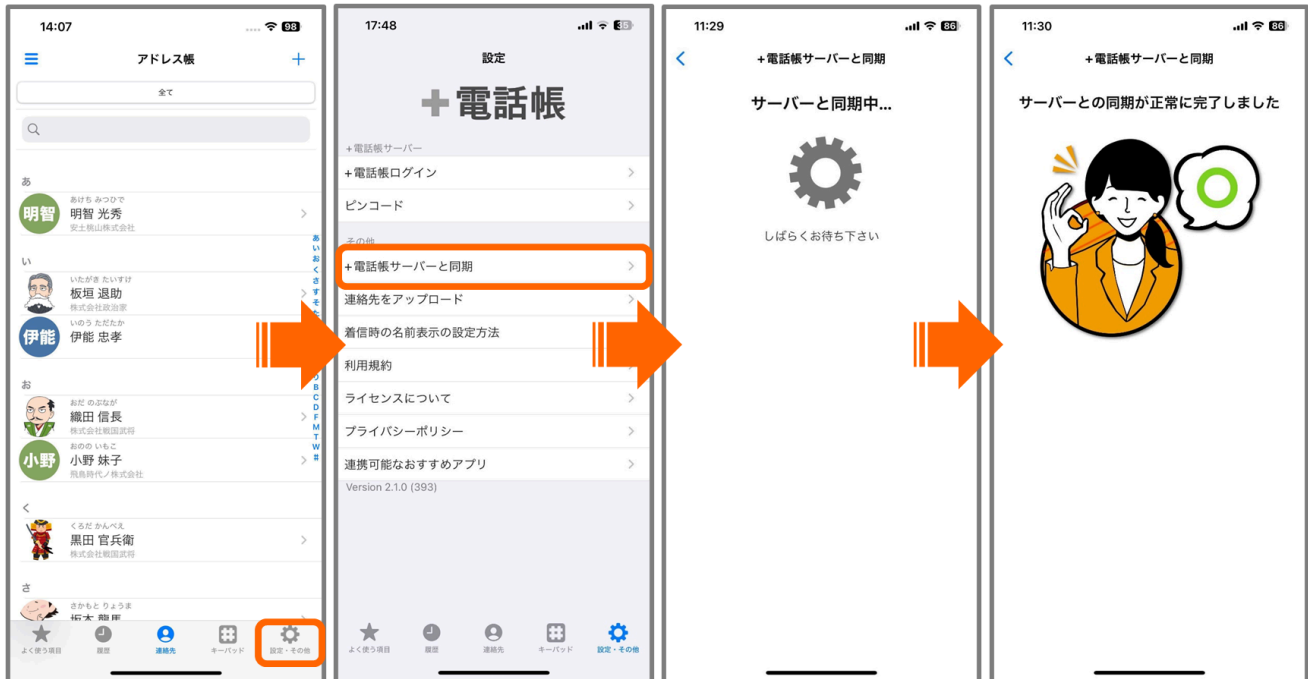 14:07
98
アドレス帳
全て
あ
あけち みつひで
明智
明智 光秀
安土桃山株式会社
い
いたがき たいすけ
板垣 退助
株式会社政治家
いのう ただたか
伊能
伊能 忠孝
お
おだ のぶなが
織田 信長
株式会社戦国武将
おのの いもこ
小野
小野 妹子
飛鳥時代ノ株式会社
く
くろだ かんべえ
黒田 官兵衛
株式会社戦国武将
さ
さかもと りょうま
坂本 龍馬
あ
い
お
く
さ
す
そ
た
B
C
D
F
M
T
W
#
よく使う項目
履歴
連絡先
キーパッド
設定・その他
17:48
35
設定
+電話帳
+電話帳サーバー
+電話帳ログイン
ピンコード
その他
+電話帳サーバーと同期
連絡先をアップロード
着信時の名前表示の設定方法
利用規約
ライセンスについて
プライバシーポリシー
連携可能なおすすめアプリ
Version 2.1.0 (393)
よく使う項目
履歴
連絡先
キーパッド
設定・その他
11:29
86
+電話帳サーバーと同期
サーバーと同期中...
しばらくお待ち下さい
11:30
86
+電話帳サーバーと同期
サーバーとの同期が正常に完了しました